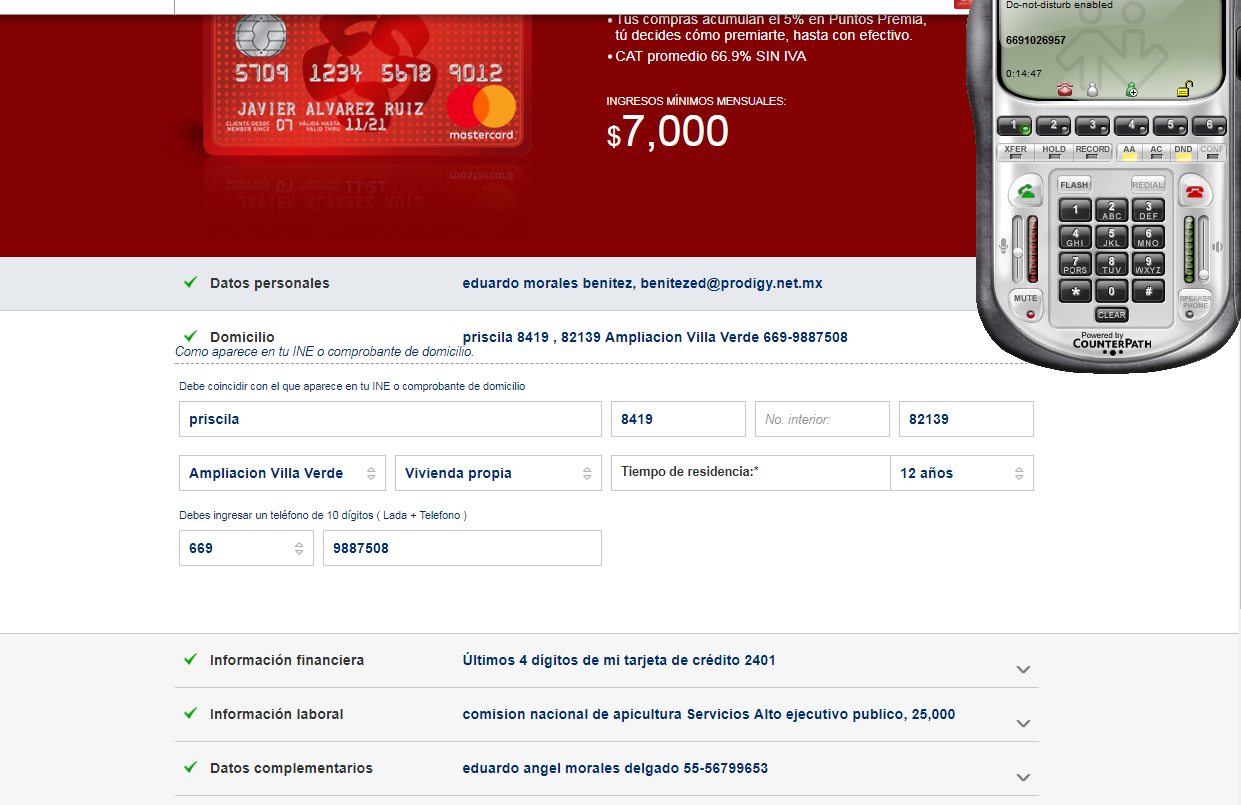 • Tus compras acumulan el 5% en Puntos Premia,
tú decides cómo premiarte, hasta con efectivo.
• CAT promedio 66.9% SIN IVA
INGRESOS MÍNIMOS MENSUALES:
$7,000
5709 1234 5678 9012
JAVIER ALVAREZ RUIZ
CLIENTE DESDE
MEMBER SINCE 07 VÁLIDA HASTA
VALID THRU 11/21
mastercard
Do-not-disturb enabled
6691026957
0:14:47
1 2 3 4 5 6
XFER HOLD RECORD AA AC DND CONF
FLASH REDIAL
1 2 ABC 3 DEF
4 GHI 5 JKL 6 MNO
7 PQRS 8 TUV 9 WXYZ
* 0 #
MUTE SPEAKER PHONE
CLEAR
Powered by
COUNTERPATH
Datos personales eduardo morales benitez, benitezed@prodigy.net.mx
Domicilio priscila 8419 , 82139 Ampliacion Villa Verde 669-9887508
Como aparece en tu INE o comprobante de domicilio.
Debe coincidir con el que aparece en tu INE o comprobante de domicilio
priscila 8419 No. interior: 82139
Ampliacion Villa Verde Vivienda propia Tiempo de residencia:* 12 años
Debes ingresar un teléfono de 10 dígitos ( Lada + Telefono )
669 9887508
Información financiera Últimos 4 dígitos de mi tarjeta de crédito 2401
Información laboral comision nacional de apicultura Servicios Alto ejecutivo publico, 25,000
Datos complementarios eduardo angel morales delgado 55-56799653